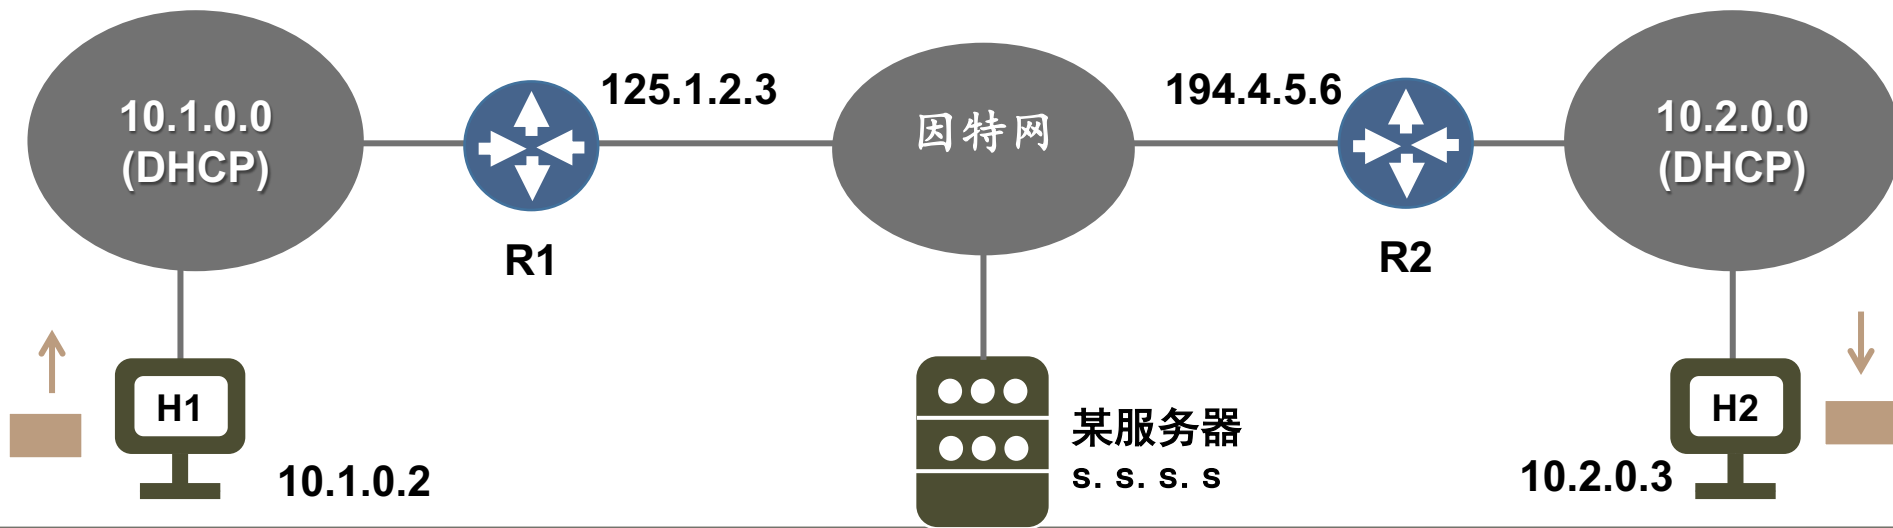 10.1.0.0
(DHCP)
R1
125.1.2.3
因特网
194.4.5.6
R2
10.2.0.0
(DHCP)
H1
10.1.0.2
某服务器
s. s. s. s
10.2.0.3
H2